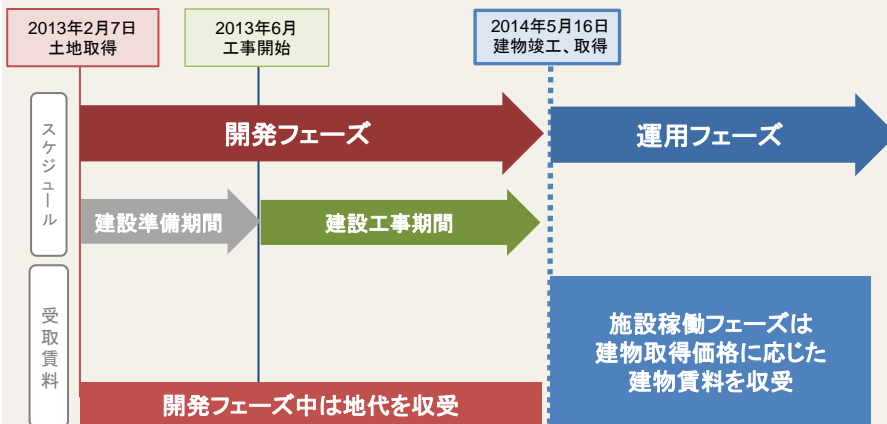 2013年2月7日
土地取得
2013年6月
工事開始
2014年5月16日
建物竣工、取得
スケジュール
開発フェーズ
運用フェーズ
建設準備期間
建設工事期間
受取賃料
施設稼働フェーズは
建物取得価格に応じた
建物賃料を収受
開発フェーズ中は地代を収受